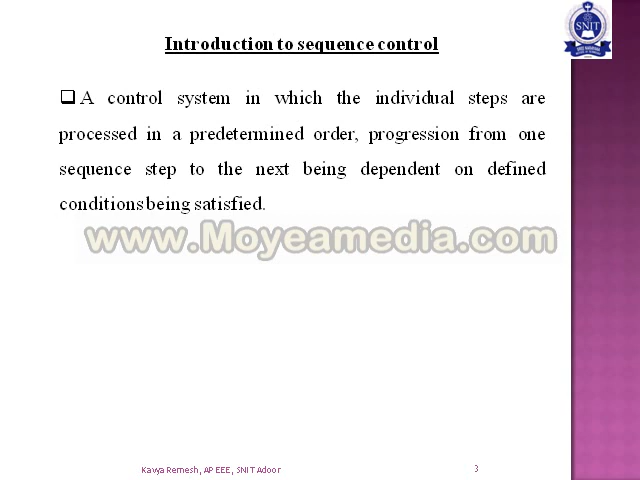 Introduction to sequence control
SNIT
A control system in which the individual steps are
processed in a predetermined order, progression from one
sequence step to the next being dependent on defined
conditions being satisfied.
www.Moyeamedia.com
Kavya Remesh, AP EEE, SNIT Adoor
3